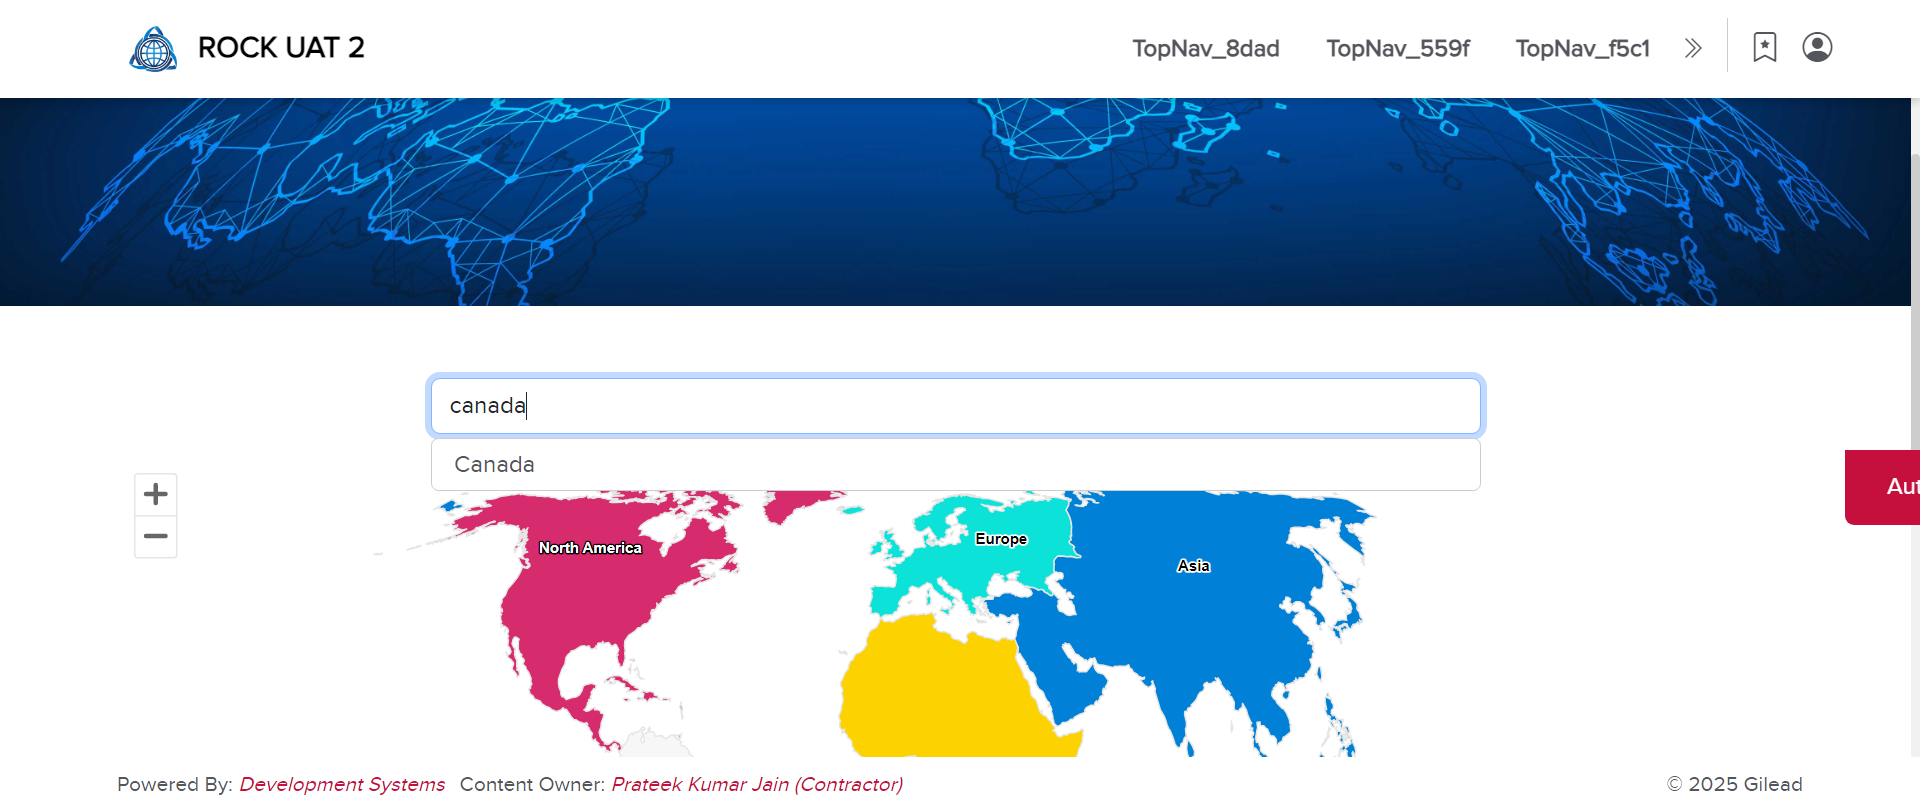 ROCK UAT 2
TopNav_8dad TopNav_559f TopNav_f5c1
canada
Canada
Aut
North America
Europe
Asia
Powered By: Development Systems Content Owner: Prateek Kumar Jain (Contractor)
© 2025 Gilead